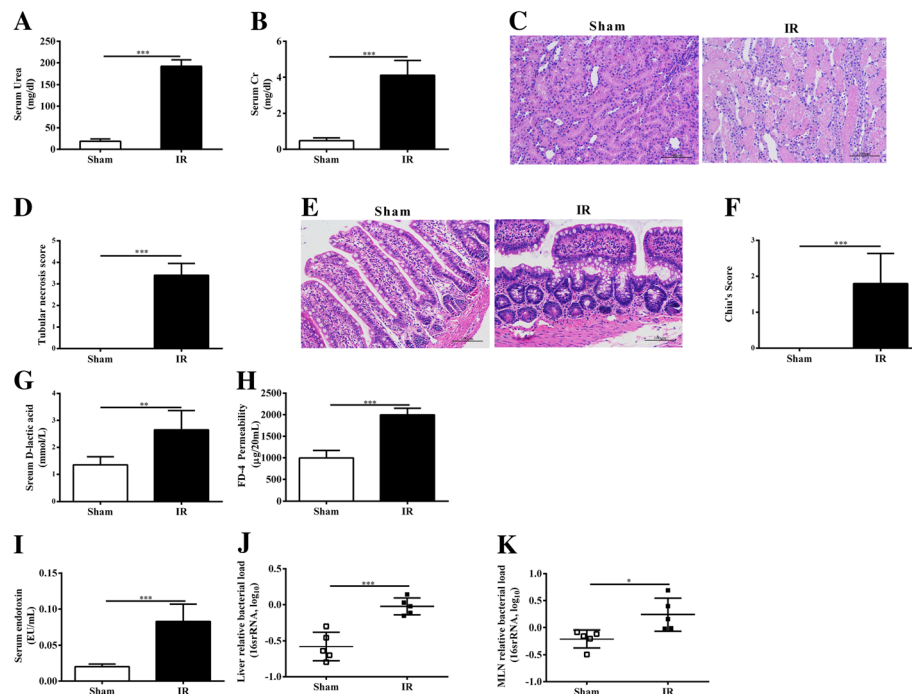 A
Serum Urea
(mg/dl)
250
200
150
100
50
0
***
Sham
IR
B
Serum Cr
(mg/dl)
6
4
2
0
***
Sham
IR
C
Sham
IR
D
Tubular necrosis score
5
4
3
2
1
0
***
Sham
IR
E
Sham
IR
F
Chiu's Score
3
2
1
0
***
Sham
IR
G
Sreum D-lactic acid
(mmol/L)
4
3
2
1
0
**
Sham
IR
H
FD-4 Permeability
(μg/20mL)
2500
2000
1500
1000
500
0
***
Sham
IR
I
Serum endotoxin
(EU/mL)
0.15
0.10
0.05
0.00
***
Sham
IR
J
Liver relative bacterial load
(16srRNA, log10)
0.5
0.0
-0.5
-1.0
***
Sham
IR
K
MLN relative bacterial load
(16srRNA, log10)
1.0
0.5
0.0
-0.5
-1.0
*
Sham
IR